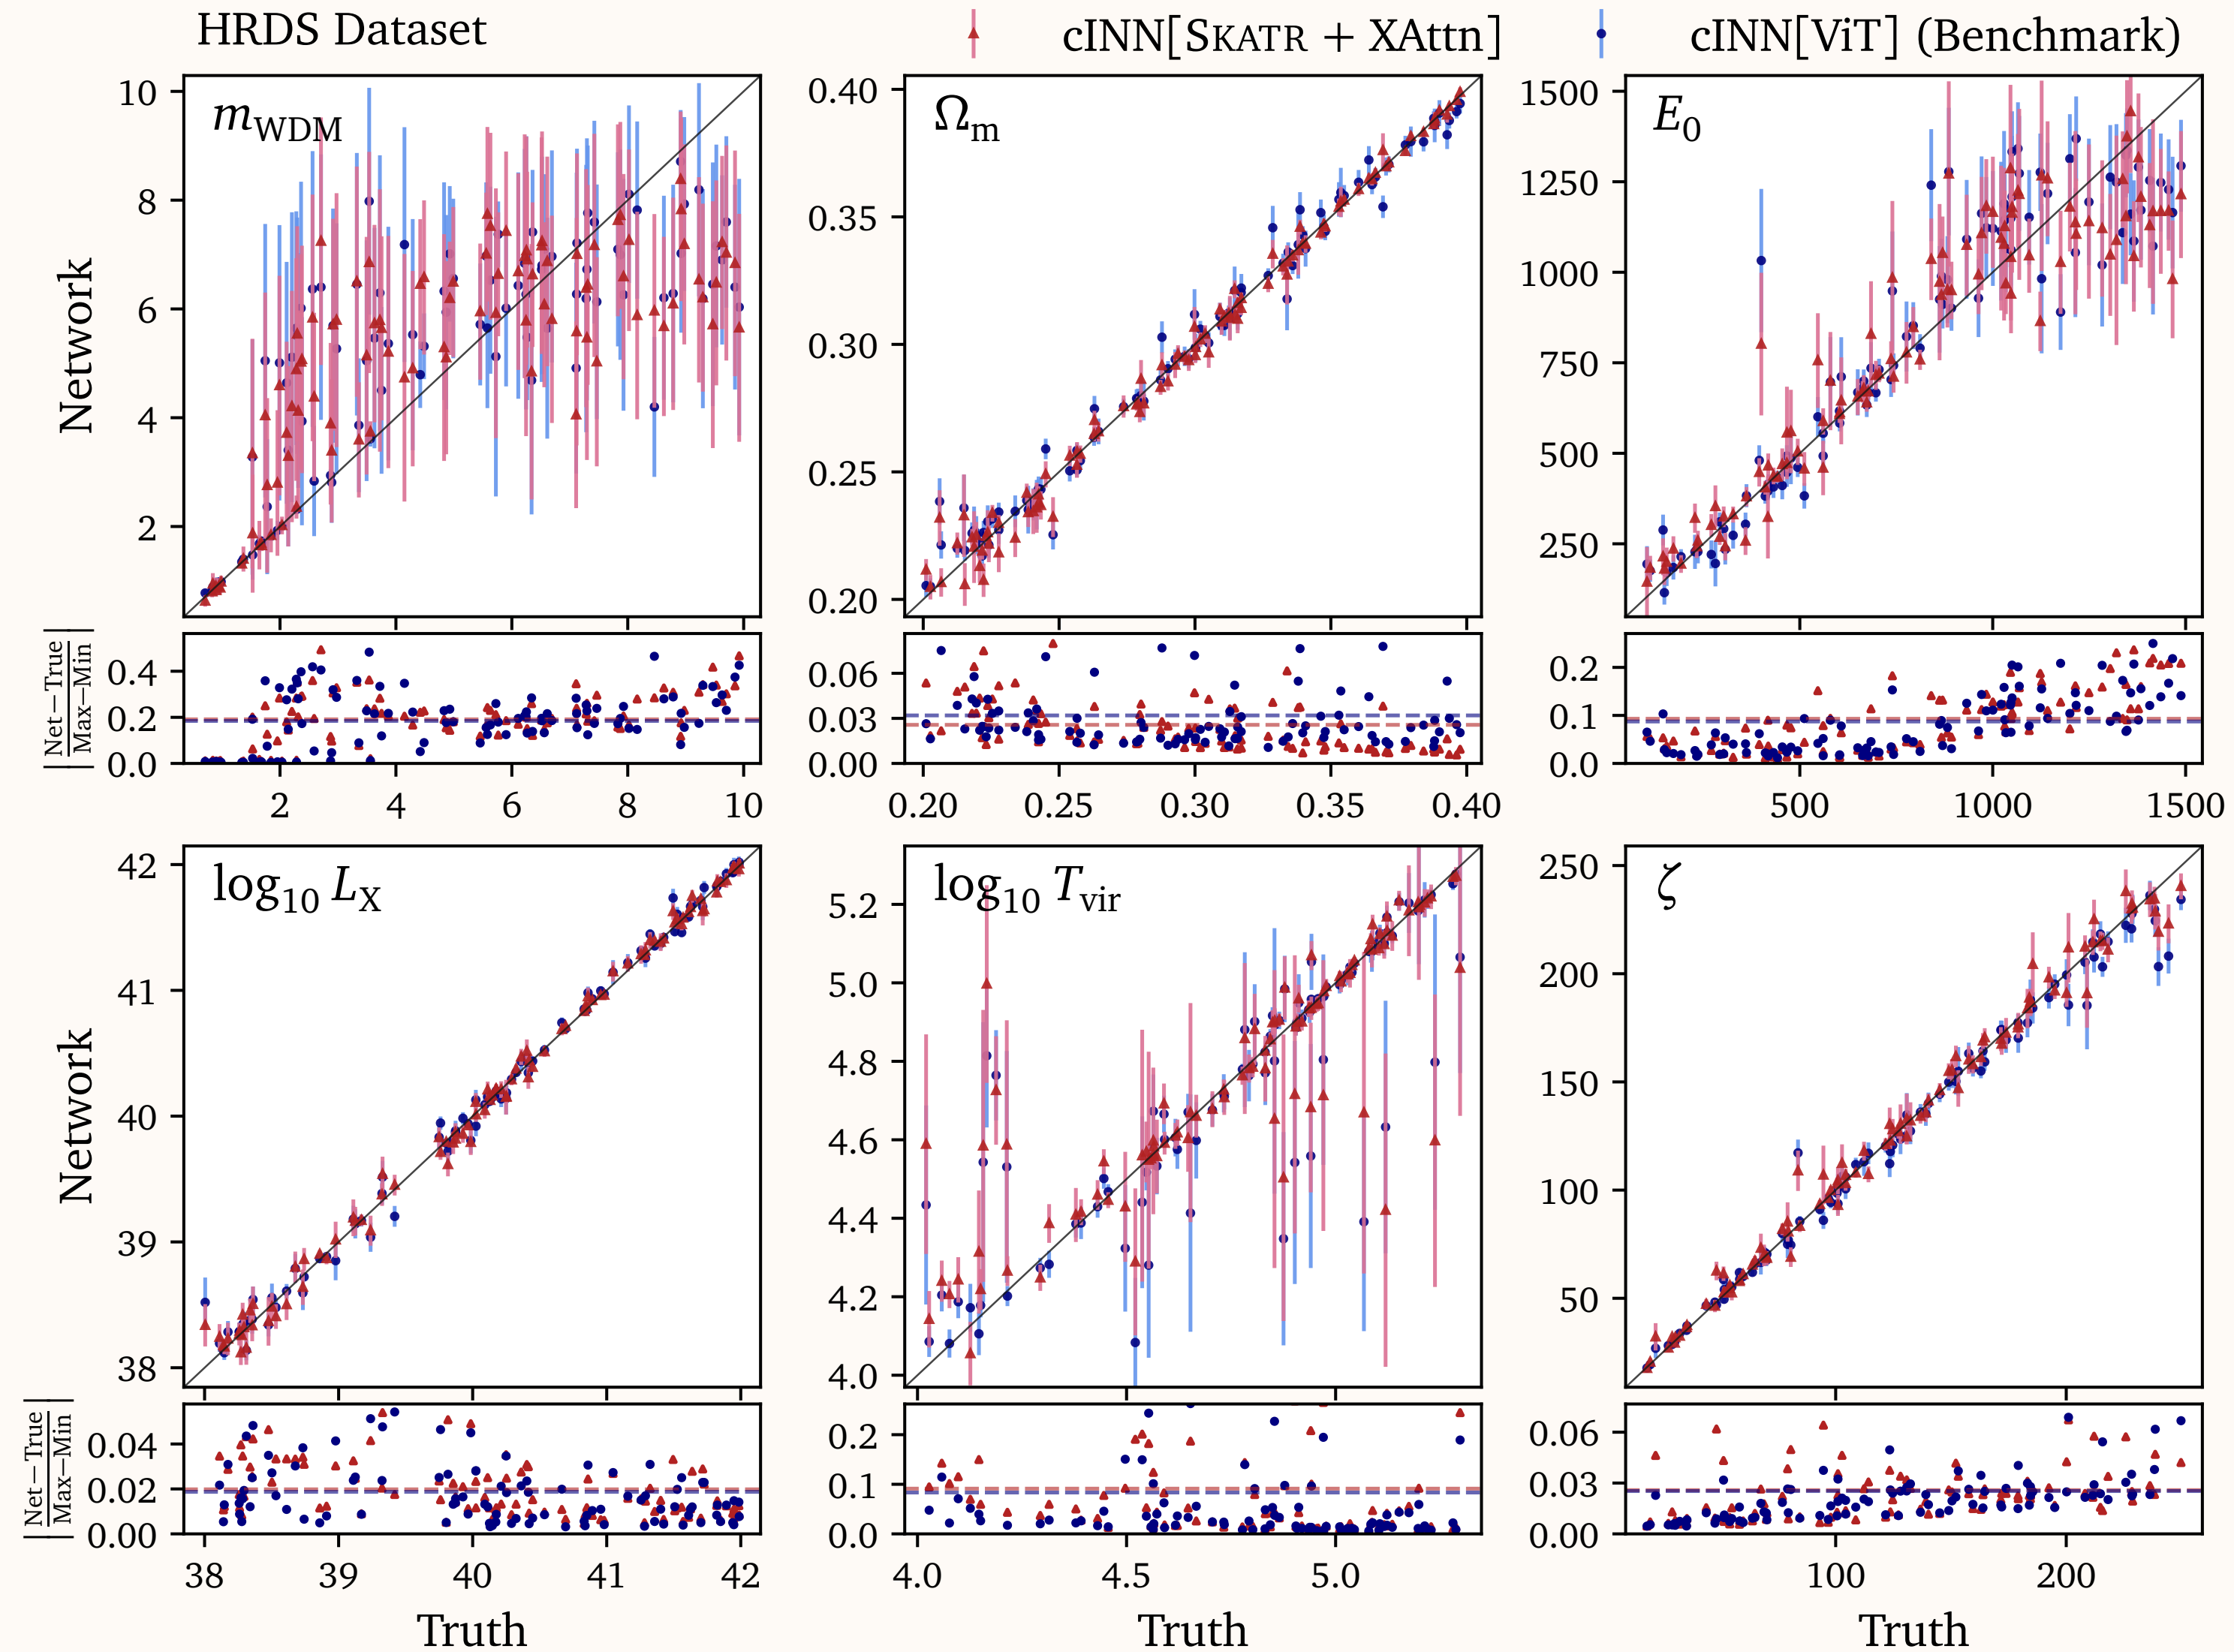 HRDS Dataset
cINN[SKATR + XAttn]
cINN[ViT] (Benchmark)
Network
m_WDM
10
8
6
4
2
Ω_m
0.40
0.35
0.30
0.25
0.20
E_0
1500
1250
1000
750
500
250
|Net−True / Max−Min|
0.4
0.2
0.0
2 4 6 8 10
0.06
0.03
0.00
0.20 0.25 0.30 0.35 0.40
0.2
0.1
0.0
500 1000 1500
Network
log₁₀ L_X
42
41
40
39
38
log₁₀ T_vir
5.2
5.0
4.8
4.6
4.4
4.2
4.0
ζ
250
200
150
100
50
|Net−True / Max−Min|
0.04
0.02
0.00
38 39 40 41 42
0.2
0.1
0.0
4.0 4.5 5.0
0.06
0.03
0.00
100 200
Truth
Truth
Truth